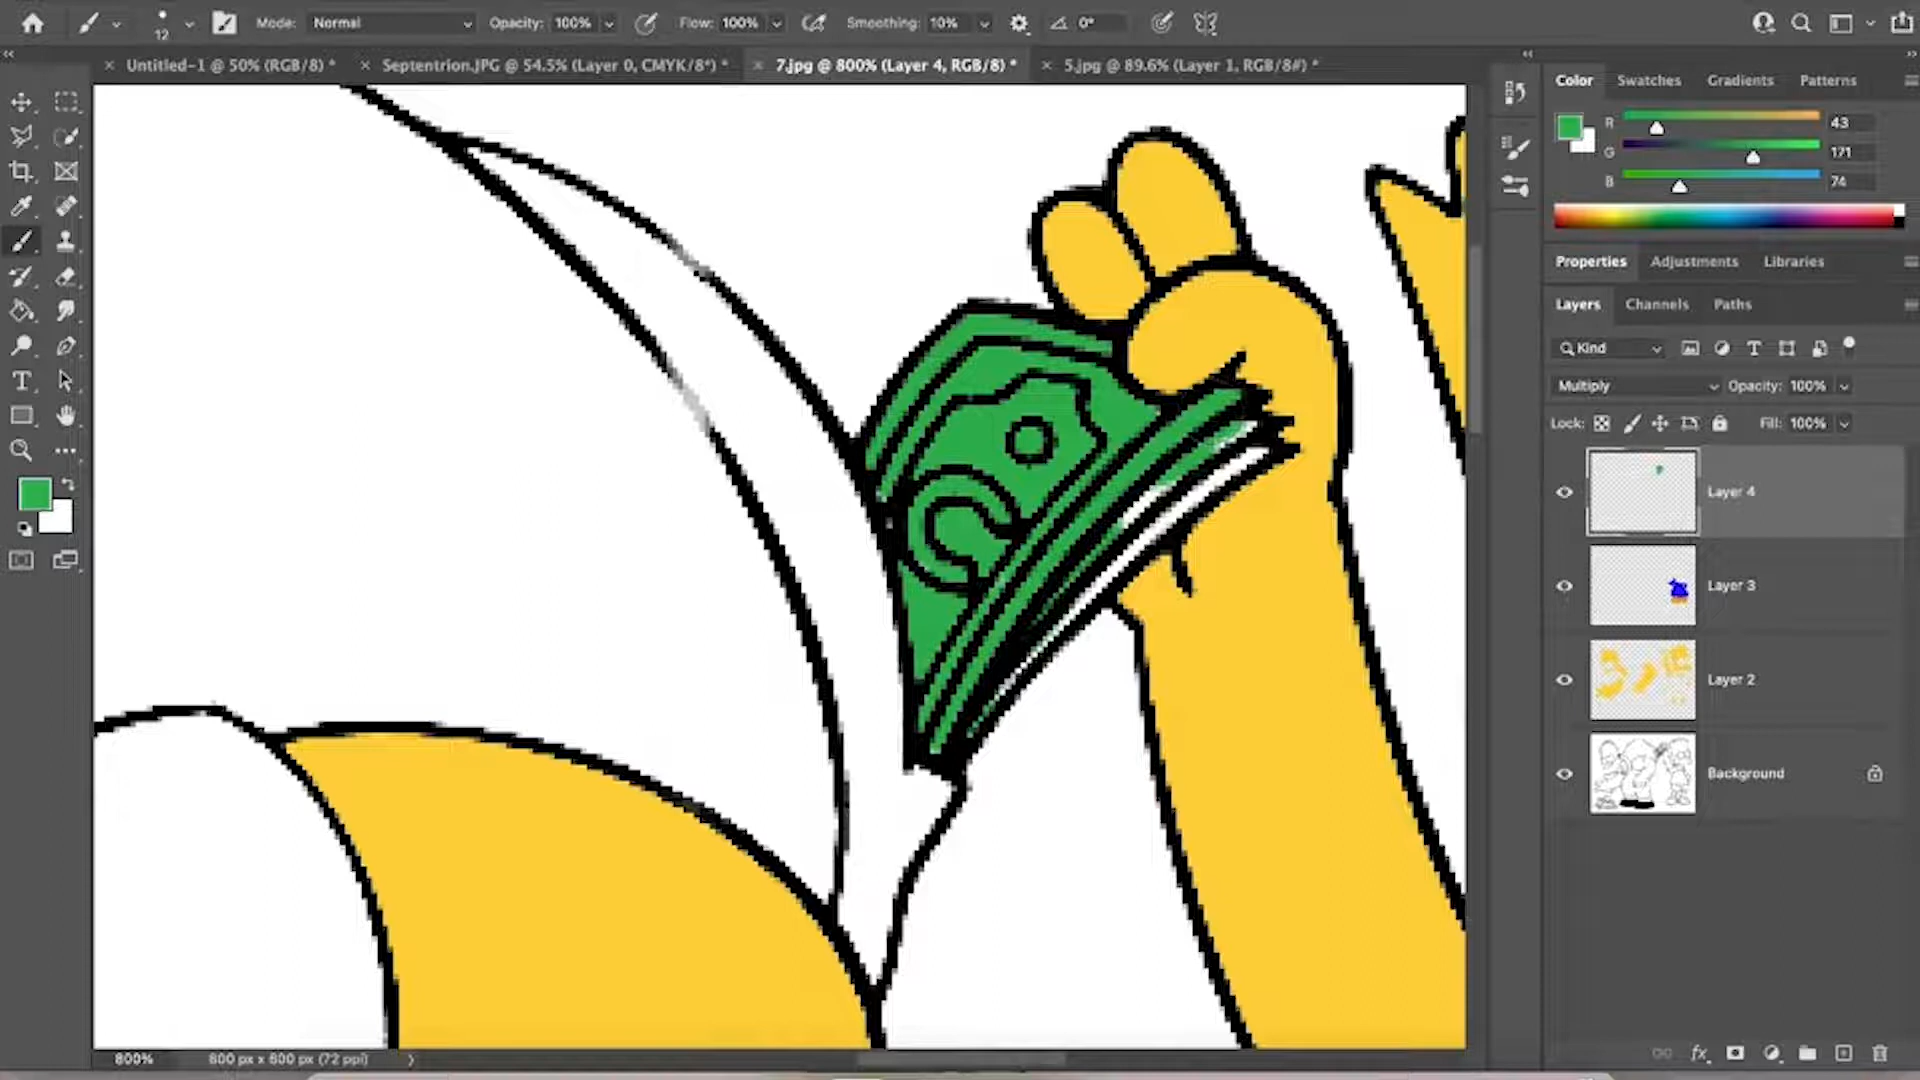 12 Mode: Normal Opacity: 100% Flow: 100% Smoothing: 10% 0°
Untitled-1 @ 50% (RGB/8) * Septentrion.JPG @ 54.5% (Layer 0, CMYK/8*) * 7.jpg @ 800% (Layer 4, RGB/8) * 5.jpg @ 89.6% (Layer 1, RGB/8#) *
Color Swatches Gradients Patterns
R 43
G 171
B 74
Properties Adjustments Libraries
Layers Channels Paths
Kind
Multiply Opacity: 100%
Lock: Fill: 100%
Layer 4
Layer 3
Layer 2
Background
fx
800% 800 px x 800 px (72 ppi)